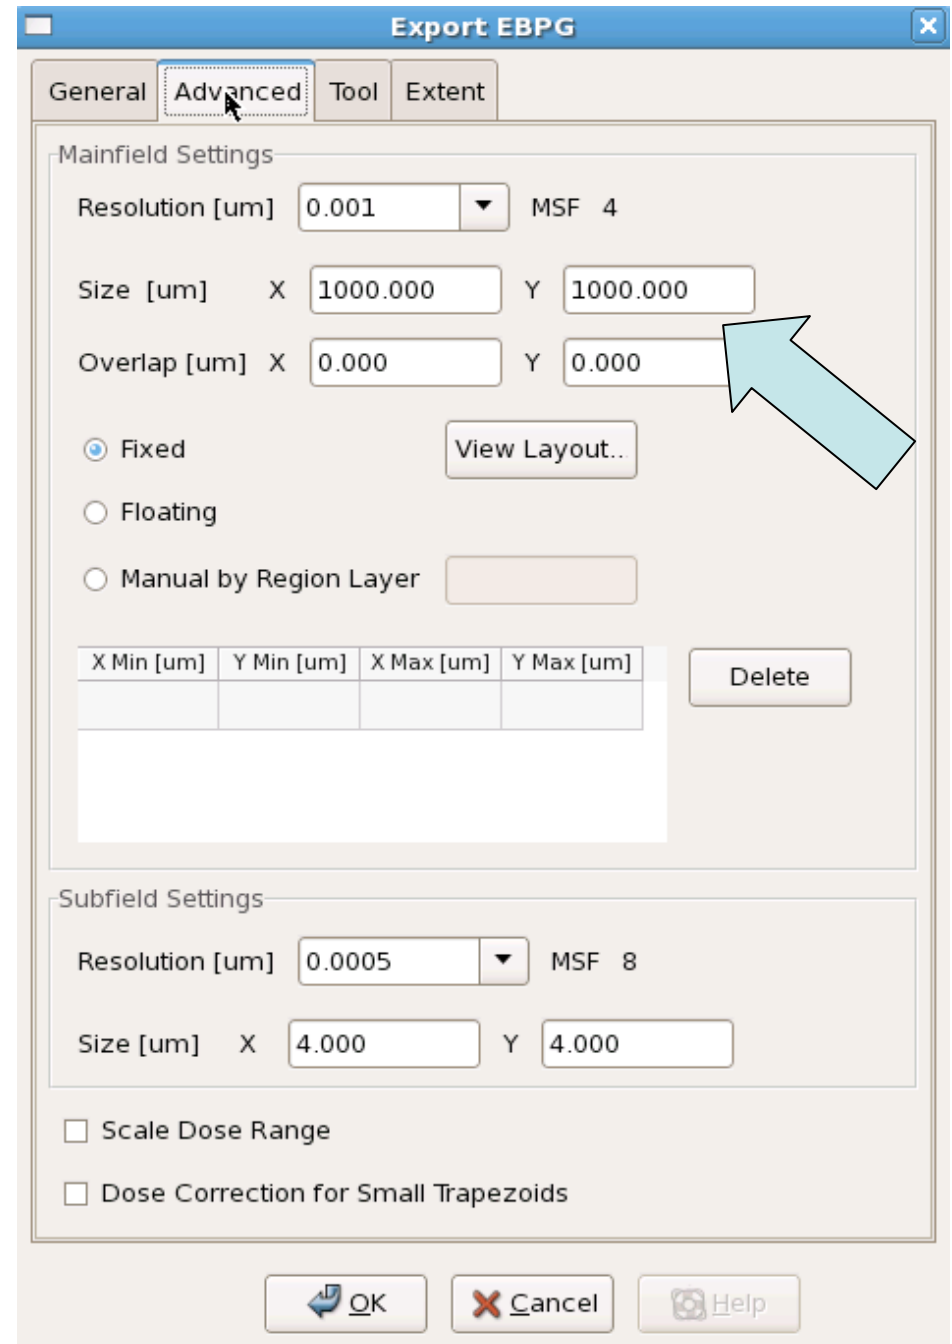 Export EBPG
General Advanced Tool Extent
Mainfield Settings
Resolution [um] 0.001 MSF 4
Size [um] X 1000.000 Y 1000.000
Overlap [um] X 0.000 Y 0.000
Fixed View Layout..
Floating
Manual by Region Layer
X Min [um] Y Min [um] X Max [um] Y Max [um]
Delete
Subfield Settings
Resolution [um] 0.0005 MSF 8
Size [um] X 4.000 Y 4.000
Scale Dose Range
Dose Correction for Small Trapezoids
OK Cancel Help